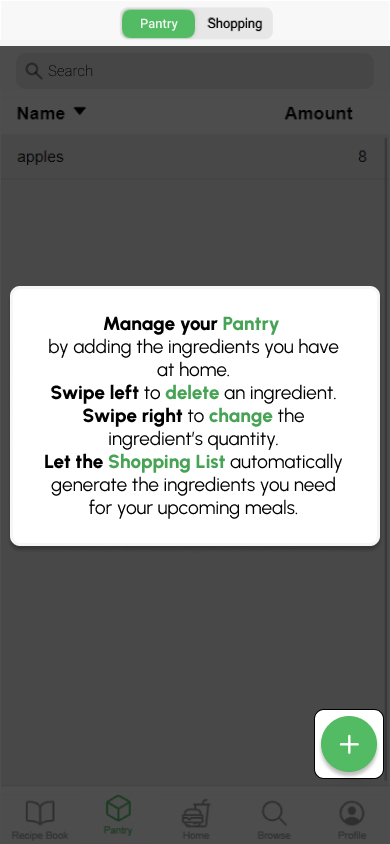 Pantry Shopping
Search
Name Amount
apples 8
Manage your Pantry
by adding the ingredients you have
at home.
Swipe left to delete an ingredient.
Swipe right to change the
ingredient's quantity.
Let the Shopping List automatically
generate the ingredients you need
for your upcoming meals.
Recipe Book Pantry Home Browse Profile